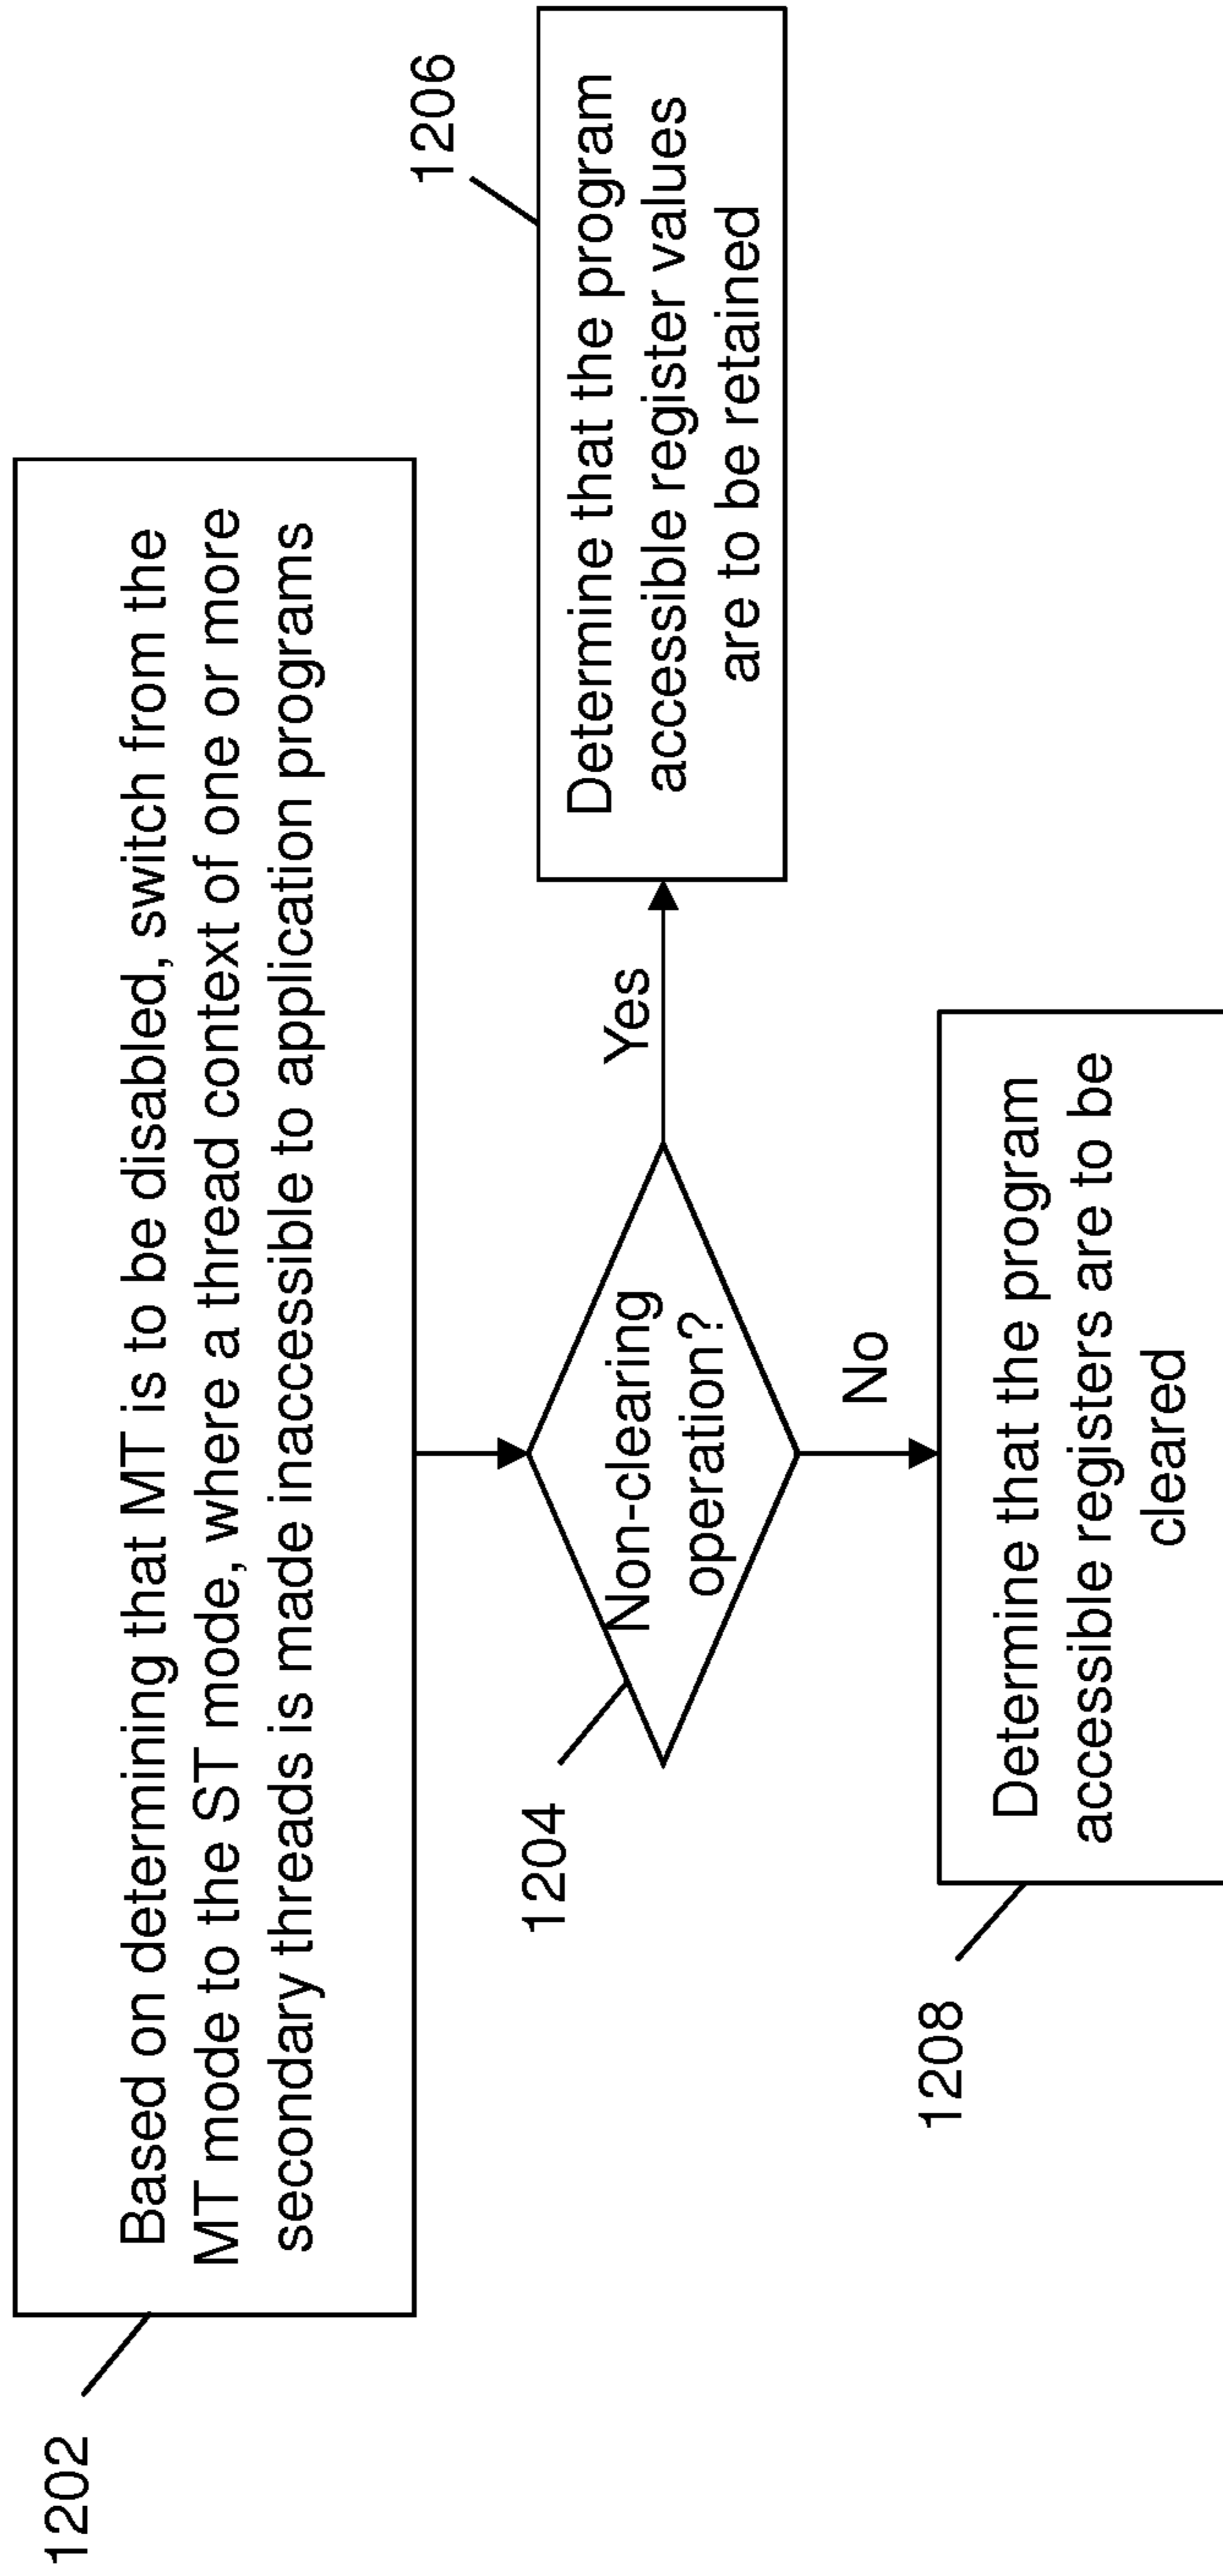 1202
Based on determining that MT is to be disabled, switch from the
MT mode to the ST mode, where a thread context of one or more
secondary threads is made inaccessible to application programs
1204
Non-clearing
operation?
Yes
1206
Determine that the program
accessible register values
are to be retained
No
1208
Determine that the program
accessible registers are to be
cleared